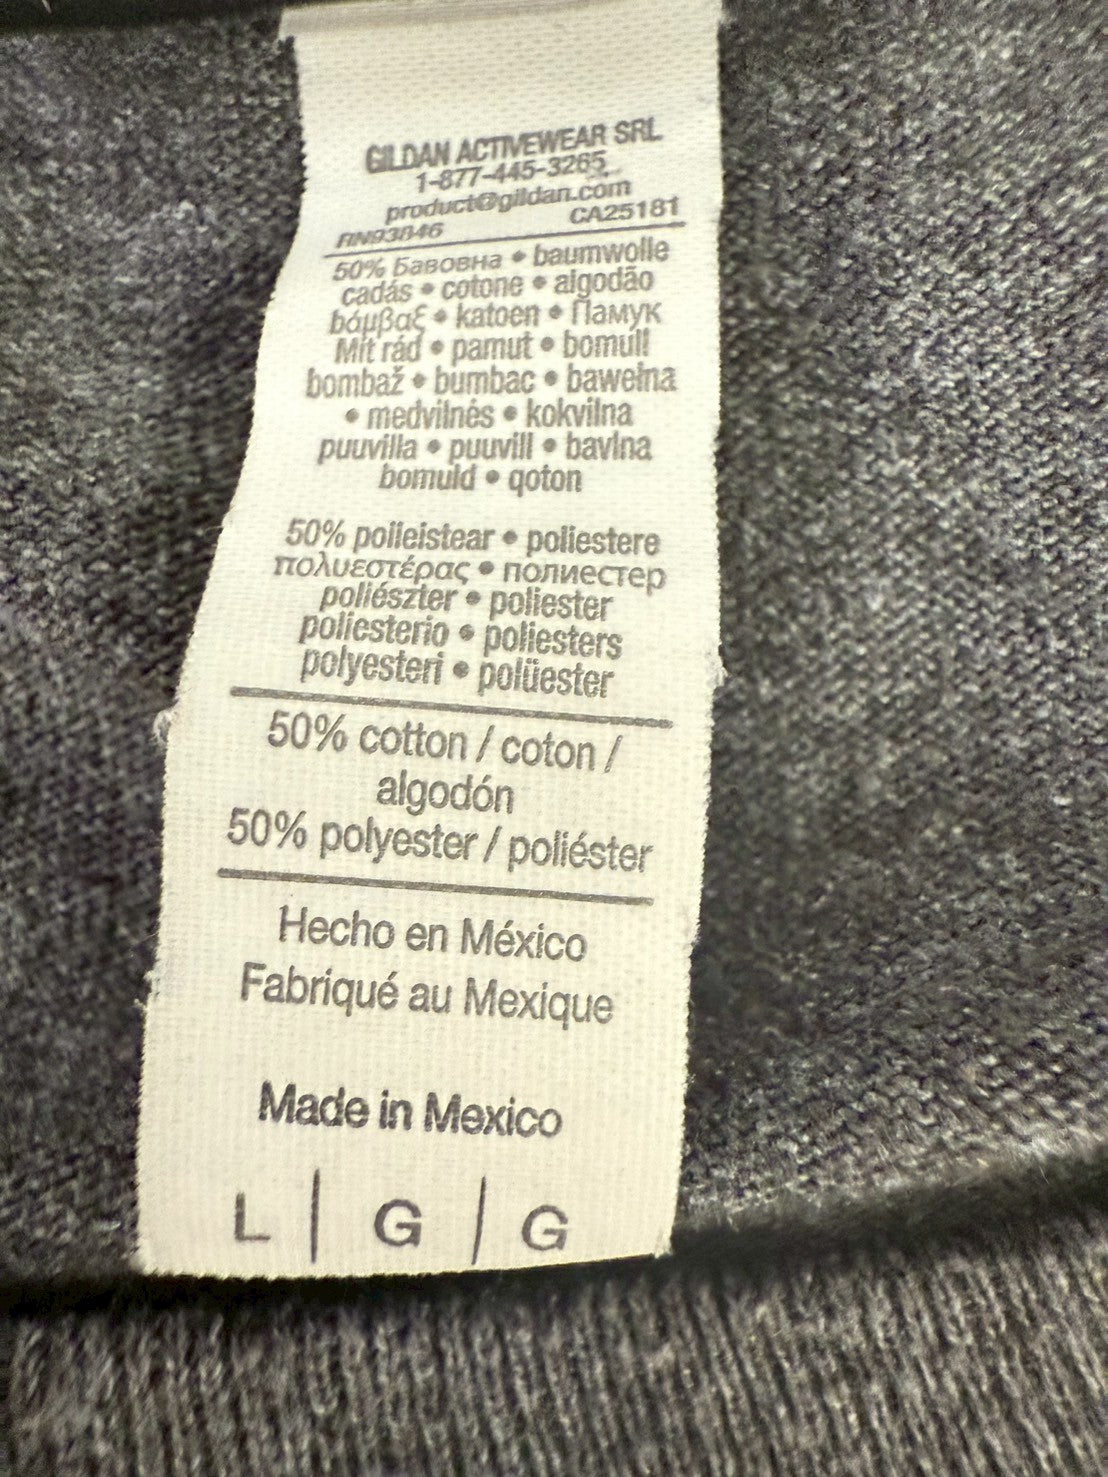 GILDAN ACTIVEWEAR SRL
1-877-445-3265
product@gildan.com
RN93846 CA25181
50% Бавовна • baumwolle
cadás • cotone • algodão
bάμβαξ • katoen • Памук
Mit rád • pamut • bomull
bombaž • bumbac • bawełna
• medvilnės • kokvilna
puuvilla • puuvill • bavlna
bomuld • qoton
50% polleistear • poliestere
πολυεστέρας • полиестер
poliészter • poliester
poliesterio • poliesters
polyesteri • polüester
50% cotton / coton /
algodón
50% polyester / poliéster
Hecho en México
Fabriqué au Mexique
Made in Mexico
L | G | G